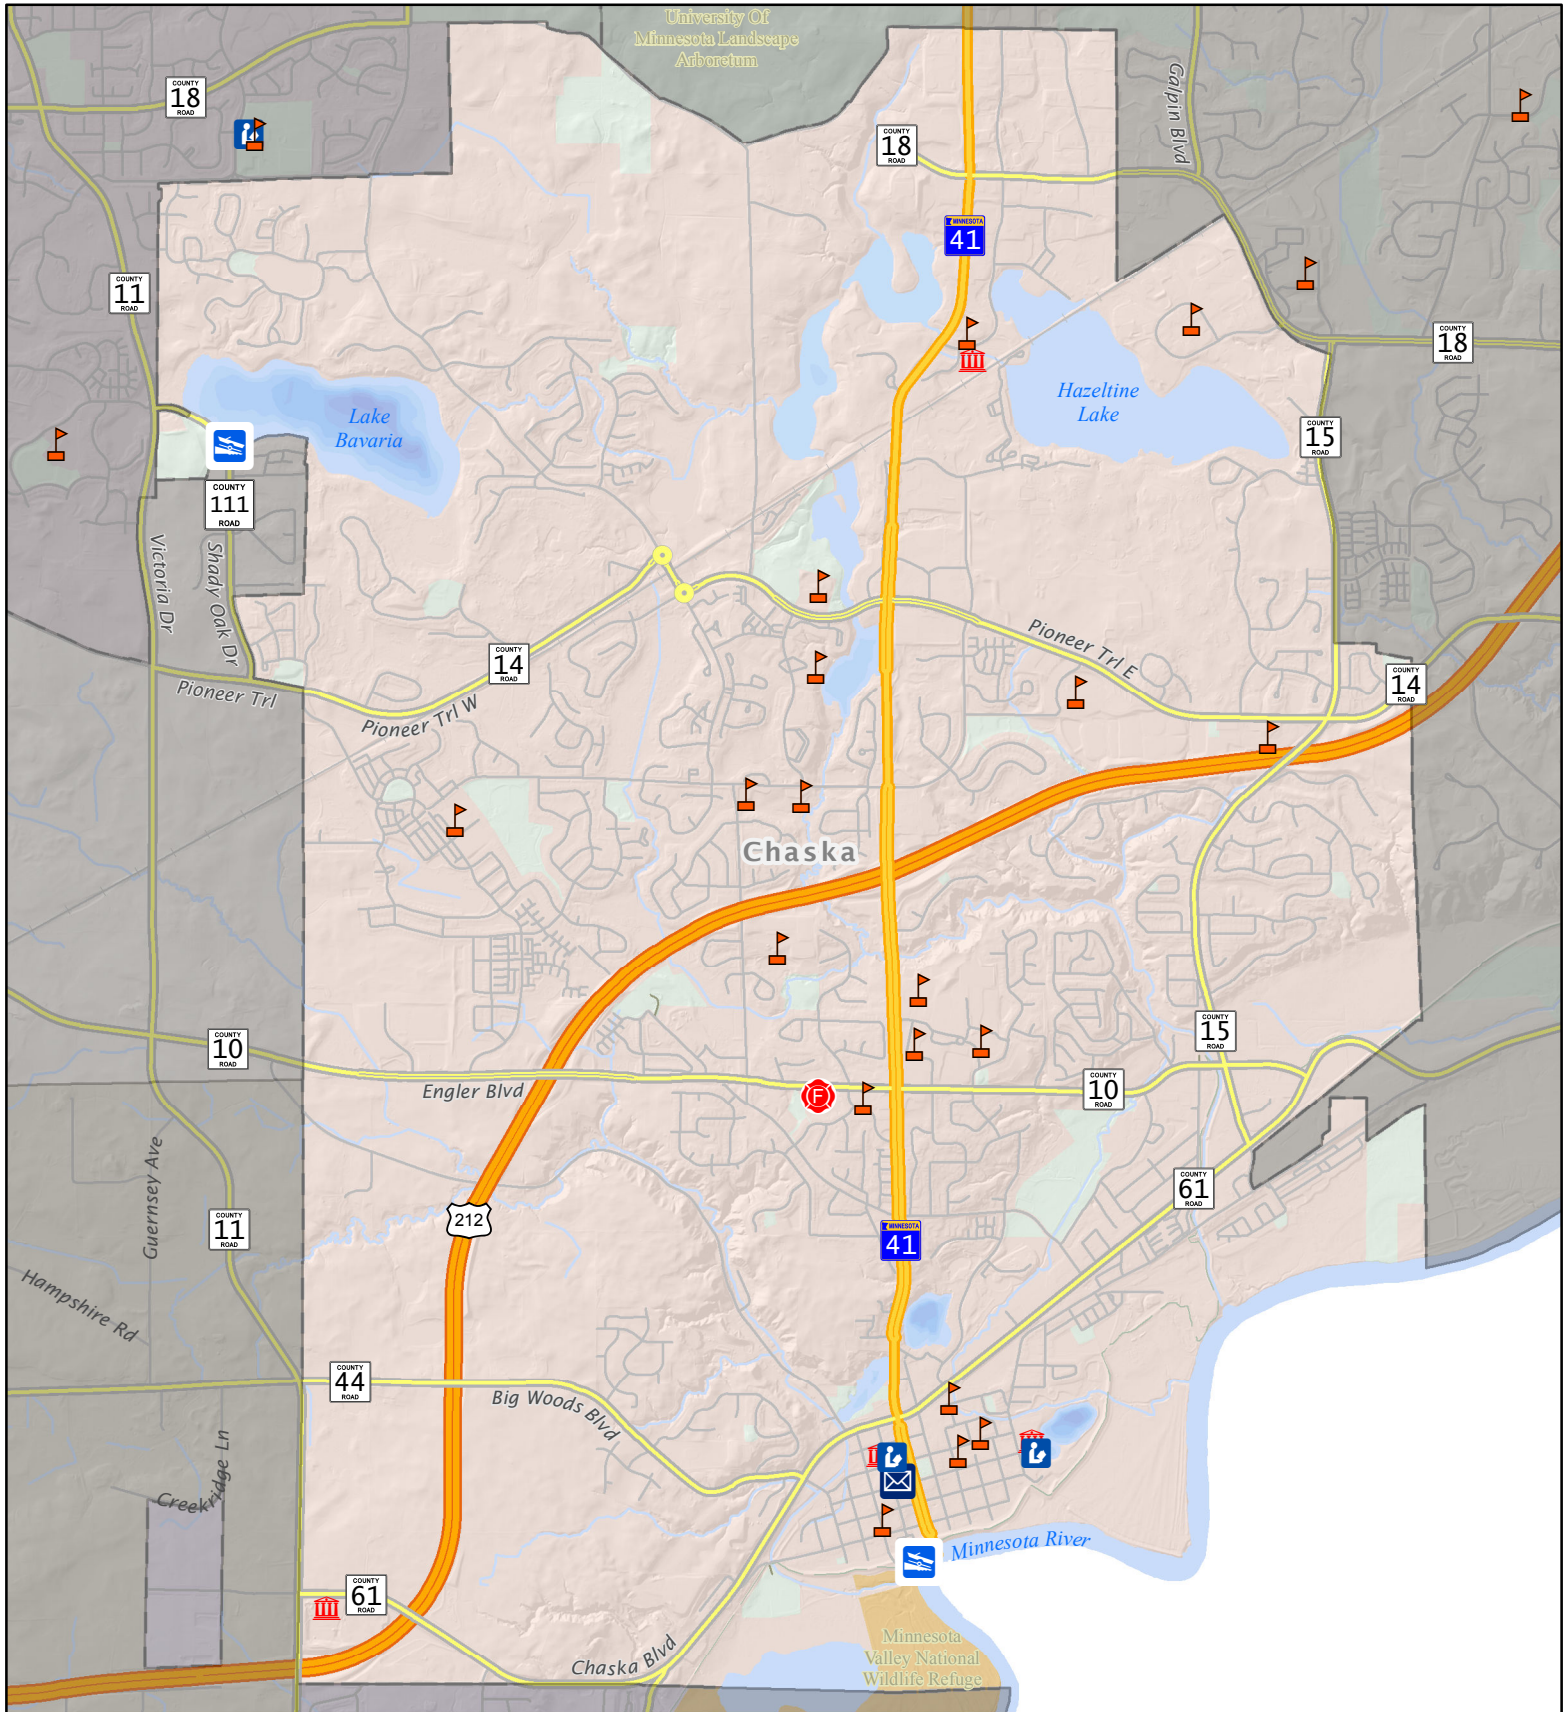 University Of
Minnesota Landscape
Arboretum
COUNTY
18
ROAD
Galpin Blvd
COUNTY
18
ROAD
MINNESOTA
41
COUNTY
11
ROAD
COUNTY
18
ROAD
Hazeltine
Lake
Lake
Bavaria
COUNTY
15
ROAD
COUNTY
111
ROAD
Victoria Dr
Shady Oak Dr
Pioneer Trl E
COUNTY
14
ROAD
COUNTY
14
ROAD
Pioneer Trl
Pioneer Trl W
Chaska
COUNTY
15
ROAD
COUNTY
10
ROAD
Engler Blvd
COUNTY
10
ROAD
F
Guernsey Ave
COUNTY
61
ROAD
COUNTY
11
ROAD
212
MINNESOTA
41
Hampshire Rd
COUNTY
44
ROAD
Big Woods Blvd
Creekridge Ln
Minnesota River
COUNTY
61
ROAD
Chaska Blvd
Minnesota
Valley National
Wildlife Refuge